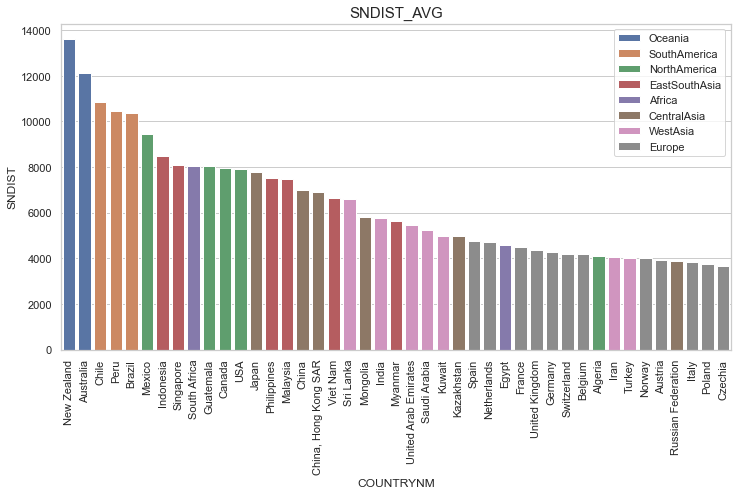 SNDIST_AVG
14000
12000
10000
8000
6000
4000
2000
0
SNDIST
Oceania
SouthAmerica
NorthAmerica
EastSouthAsia
Africa
CentralAsia
WestAsia
Europe
New Zealand
Australia
Chile
Peru
Brazil
Mexico
Indonesia
Singapore
South Africa
Guatemala
Canada
USA
Japan
Philippines
Malaysia
China
China, Hong Kong SAR
Viet Nam
Sri Lanka
Mongolia
India
Myanmar
United Arab Emirates
Saudi Arabia
Kuwait
Kazakhstan
Spain
Netherlands
Egypt
France
United Kingdom
Germany
Switzerland
Belgium
Algeria
Iran
Turkey
Norway
Austria
Russian Federation
Italy
Poland
Czechia
COUNTRYNM